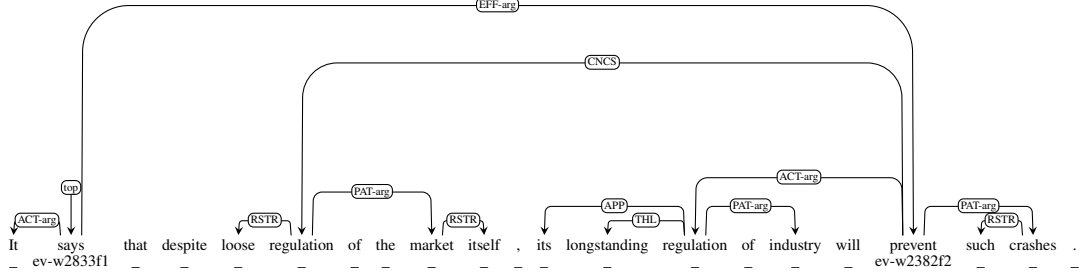 EFF-arg
CNCS
top
PAT-arg
ACT-arg
APP
PAT-arg
PAT-arg
ACT-arg
RSTR
RSTR
THL
RSTR
It says that despite loose regulation of the market itself , its longstanding regulation of industry will prevent such crashes .
_ ev-w2833f1 _ _ _ _ _ _ _ _ _ _ _ _ _ _ _ ev-w2382f2 _ _ _